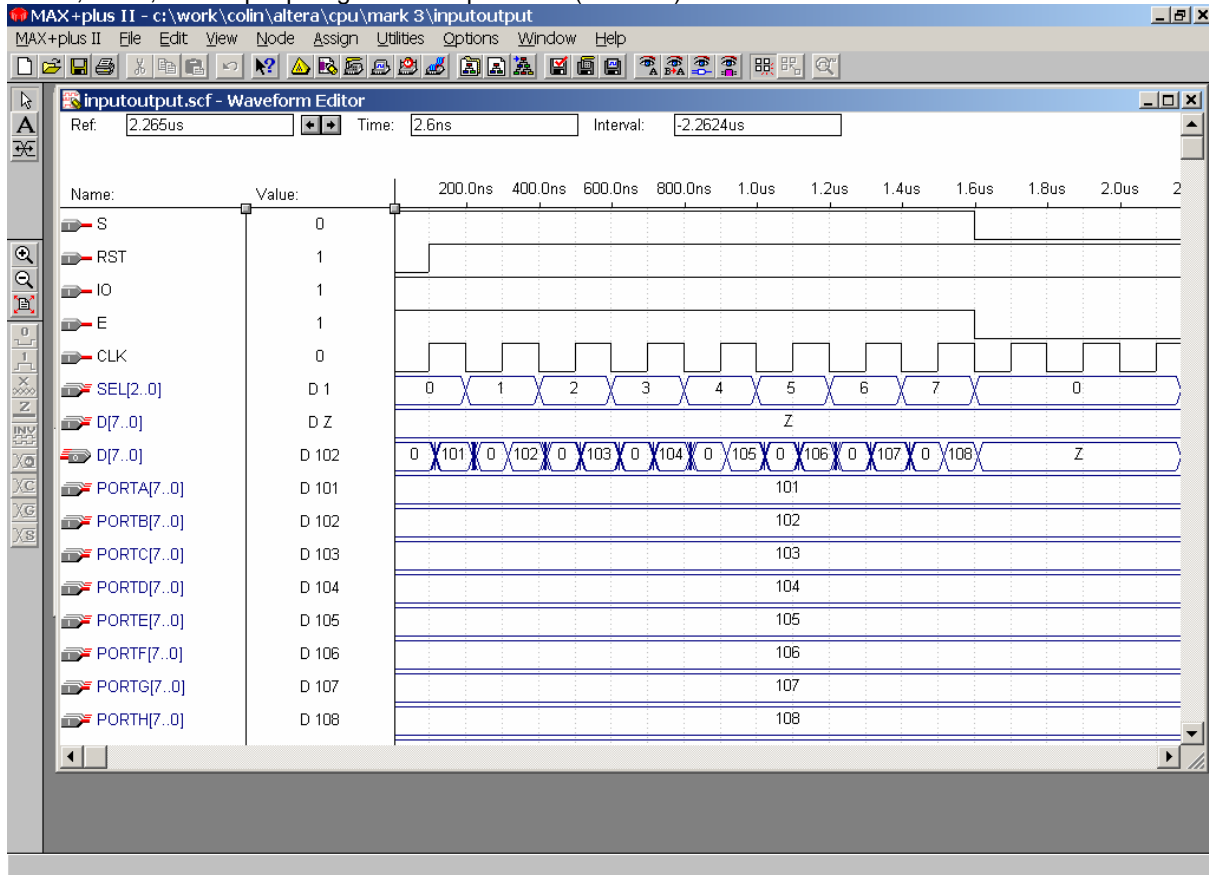 MAX+plus II - c:\work\colin\altera\cpu\mark 3\inputoutput
MAX+plus II File Edit View Node Assign Utilities Options Window Help
inputoutput.scf - Waveform Editor
Ref: 2.265us Time: 2.6ns Interval: -2.2624us
Name: Value: 200.0ns 400.0ns 600.0ns 800.0ns 1.0us 1.2us 1.4us 1.6us 1.8us 2.0us 2
S 0
RST 1
IO 1
E 1
CLK 0
SEL[2..0] D 1 0 1 2 3 4 5 6 7 0
D[7..0] D Z Z
D[7..0] D 102 0 101 0 102 0 103 0 104 0 105 0 106 0 107 0 108 Z
PORTA[7..0] D 101 101
PORTB[7..0] D 102 102
PORTC[7..0] D 103 103
PORTD[7..0] D 104 104
PORTE[7..0] D 105 105
PORTF[7..0] D 106 106
PORTG[7..0] D 107 107
PORTH[7..0] D 108 108